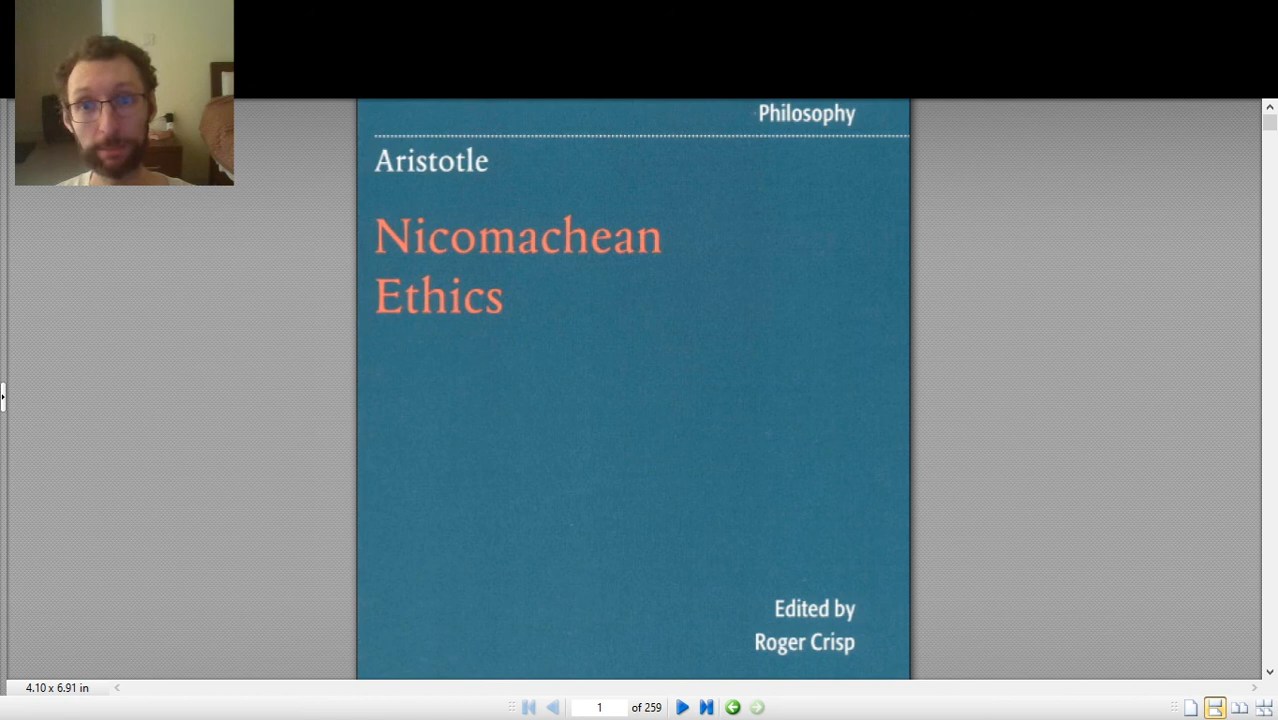 Philosophy
Aristotle
Nicomachean
Ethics
Edited by
Roger Crisp
4.10 x 6.91 in
1 of 259